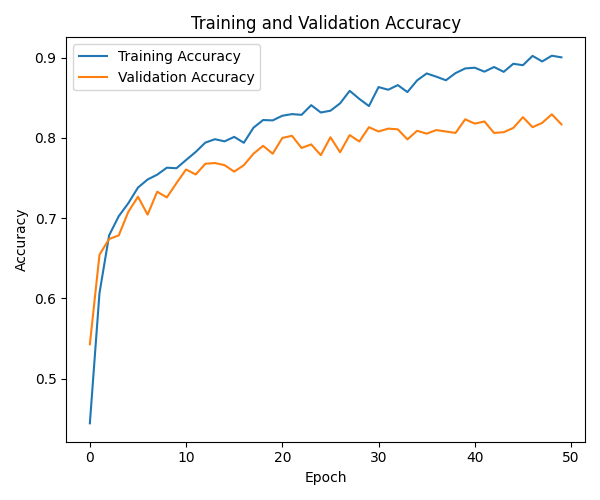 Training and Validation Accuracy
Training Accuracy
Validation Accuracy
0.9
0.8
0.7
0.6
0.5
Accuracy
0 10 20 30 40 50
Epoch